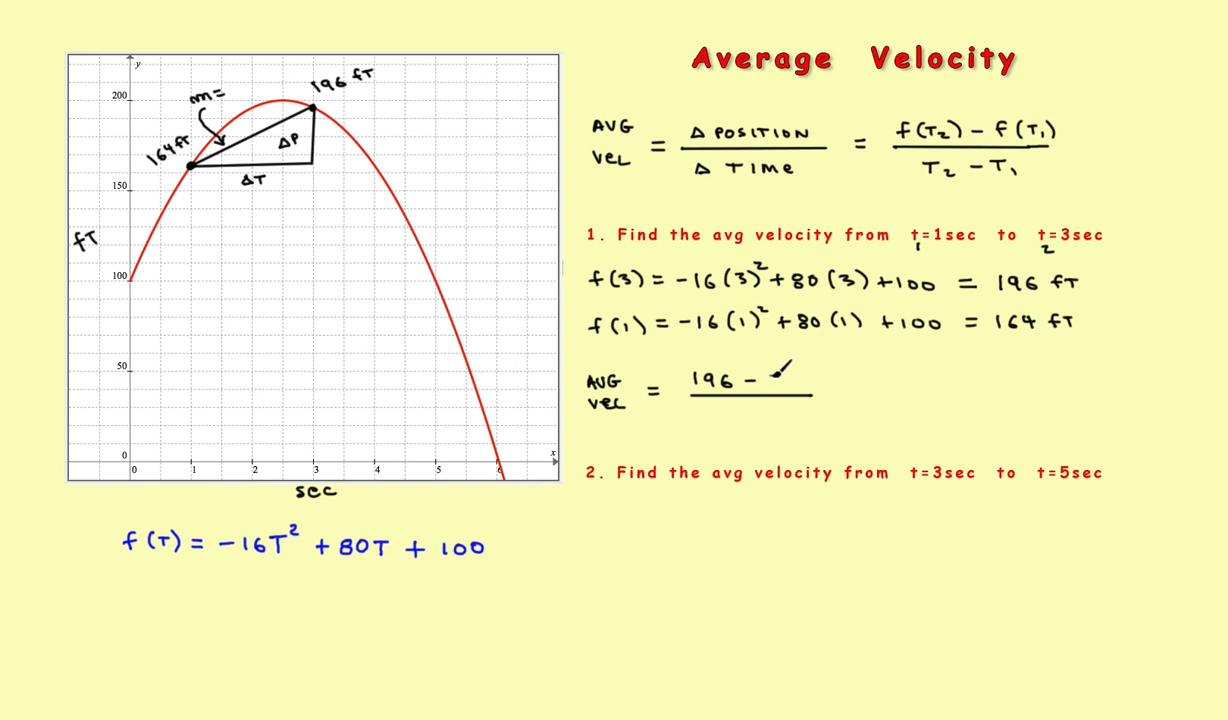 Average Velocity
y
200
150
100
50
0
0 1 2 3 4 5 6
x
m=
196 fT
164 fT
ΔP
ΔT
fT
sec
f(T) = -16T² + 80T + 100
AVG VEL = Δ POSITION / Δ TIME = f(T₂) - f(T₁) / T₂ - T₁
1. Find the avg velocity from t=1sec to t=3sec
1 2
f(3) = -16(3)² + 80(3) + 100 = 196 fT
f(1) = -16(1)² + 80(1) + 100 = 164 fT
AVG VEL = 196 -
2. Find the avg velocity from t=3sec to t=5sec